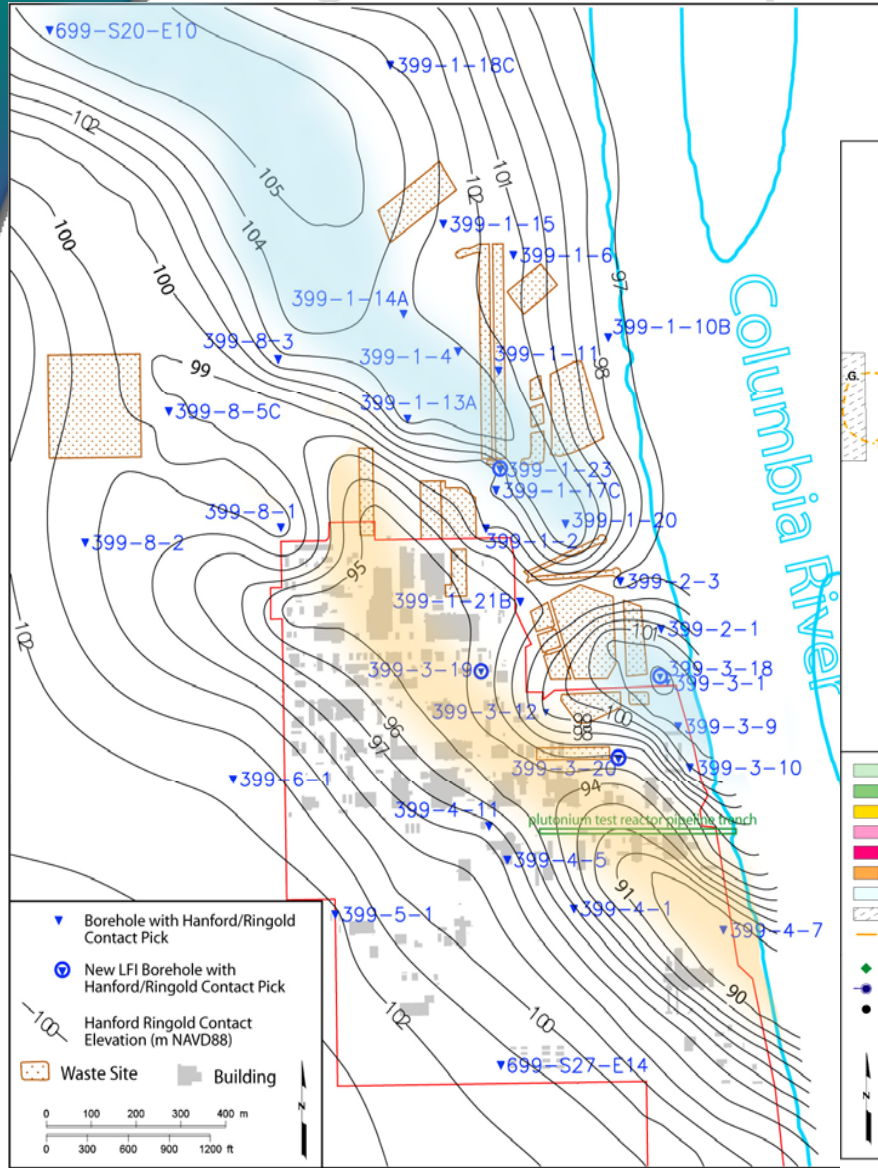 699-S20-E10
399-1-18C
102
105
101
102
399-1-15
100
104
399-1-6
97
100
399-1-14A
399-1-10B
Columbia River
399-8-3
399-1-4
399-1-11
98
99
G.
399-8-5C
399-1-13A
399-1-23
399-1-17C
399-8-1
399-1-20
399-8-2
399-1-2
95
399-2-3
399-1-21B
102
101
399-2-1
399-3-19
399-3-18
399-3-1
399-3-12
100
99
98
399-3-9
96
97
399-3-20
399-3-10
399-6-1
94
399-4-11
plutonium test reactor pipeline trench
399-4-5
91
399-5-1
399-4-1
399-4-7
90
102
100
699-S27-E14
Borehole with Hanford/Ringold
Contact Pick
New LFI Borehole with
Hanford/Ringold Contact Pick
100
Hanford Ringold Contact
Elevation (m NAVD88)
Waste Site
Building
N
0 100 200 300 400 m
0 300 600 900 1200 ft
N